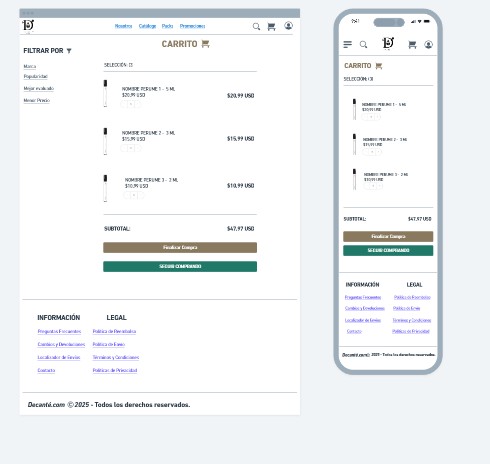 Nosotros Catálogo Packs Promociones
FILTRAR POR
CARRITO
Marca
Popularidad
Mejor evaluado
Menor Precio
SELECCIÓN: (3)
NOMBRE PERUME 1 - 5 ML
$20,99 USD
$20,99 USD
NOMBRE PERUME 2 - 3 ML
$15,99 USD
$15,99 USD
NOMBRE PERUME 3 - 2 ML
$10,99 USD
$10,99 USD
SUBTOTAL: $47,97 USD
Finalizar Compra
SEGUIR COMPRANDO
INFORMACIÓN LEGAL
Preguntas Frecuentes Política de Reembolso
Cambios y Devoluciones Política de Envío
Localizador de Envíos Términos y Condiciones
Contacto Políticas de Privacidad
Decanté.com ©2025 - Todos los derechos reservados.
9:41
CARRITO
SELECCIÓN: (3)
NOMBRE PERUME 1 - 5 ML
$20,99 USD
NOMBRE PERUME 2 - 3 ML
$15,99 USD
NOMBRE PERUME 3 - 2 ML
$10,99 USD
SUBTOTAL: $47,97 USD
Finalizar Compra
SEGUIR COMPRANDO
INFORMACIÓN LEGAL
Preguntas Frecuentes Política de Reembolso
Cambios y Devoluciones Política de Envío
Localizador de Envíos Términos y Condiciones
Contacto Políticas de Privacidad
Decanté.com© 2025 - Todos los derechos reservados.